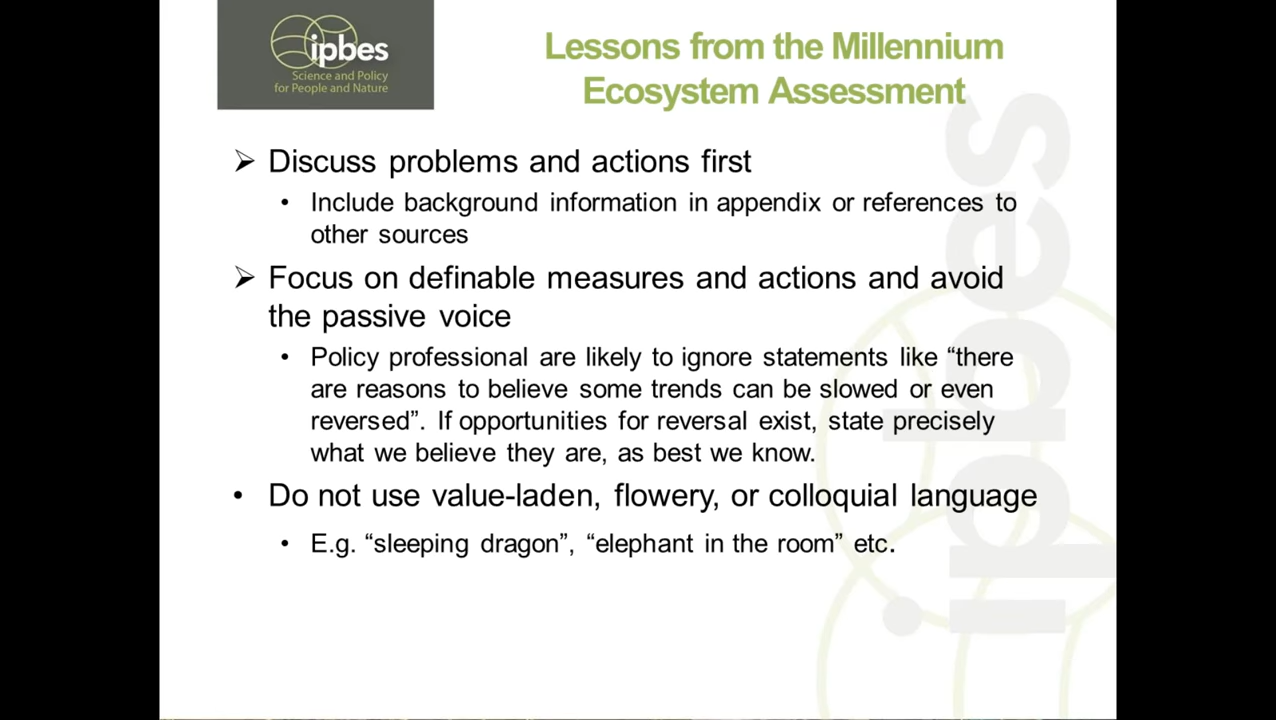 ipbes
Science and Policy
for People and Nature
Lessons from the Millennium
Ecosystem Assessment
➢ Discuss problems and actions first
• Include background information in appendix or references to
other sources
➢ Focus on definable measures and actions and avoid
the passive voice
• Policy professional are likely to ignore statements like “there
are reasons to believe some trends can be slowed or even
reversed”. If opportunities for reversal exist, state precisely
what we believe they are, as best we know.
• Do not use value-laden, flowery, or colloquial language
• E.g. “sleeping dragon”, “elephant in the room” etc.
ipbes